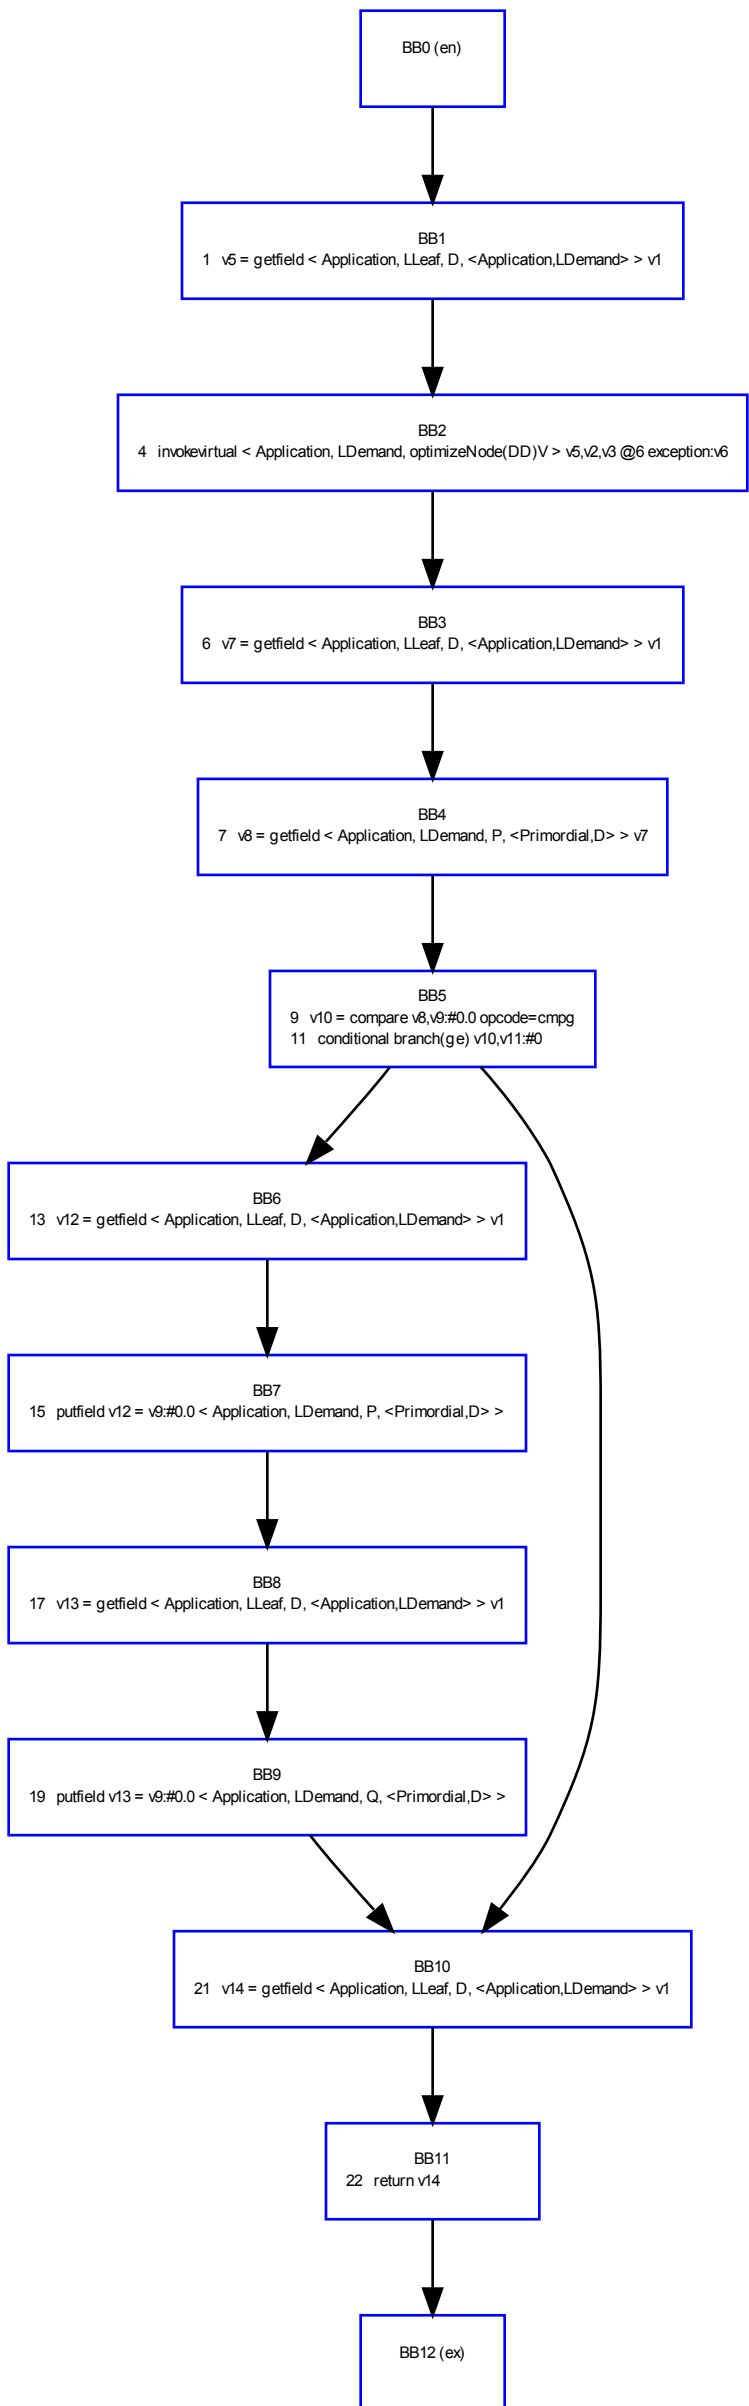 BB0 (en)
BB1
1 v5 = getfield < Application, LLeaf, D, <Application,LDemand> > v1
BB2
4 invokevirtual < Application, LDemand, optimizeNode(DD)V > v5,v2,v3 @6 exception:v6
BB3
6 v7 = getfield < Application, LLeaf, D, <Application,LDemand> > v1
BB4
7 v8 = getfield < Application, LDemand, P, <Primordial,D> > v7
BB5
9 v10 = compare v8,v9:#0.0 opcode=cmpg
11 conditional branch(ge) v10,v11:#0
BB6
13 v12 = getfield < Application, LLeaf, D, <Application,LDemand> > v1
BB7
15 putfield v12 = v9:#0.0 < Application, LDemand, P, <Primordial,D> >
BB8
17 v13 = getfield < Application, LLeaf, D, <Application,LDemand> > v1
BB9
19 putfield v13 = v9:#0.0 < Application, LDemand, Q, <Primordial,D> >
BB10
21 v14 = getfield < Application, LLeaf, D, <Application,LDemand> > v1
BB11
22 return v14
BB12 (ex)